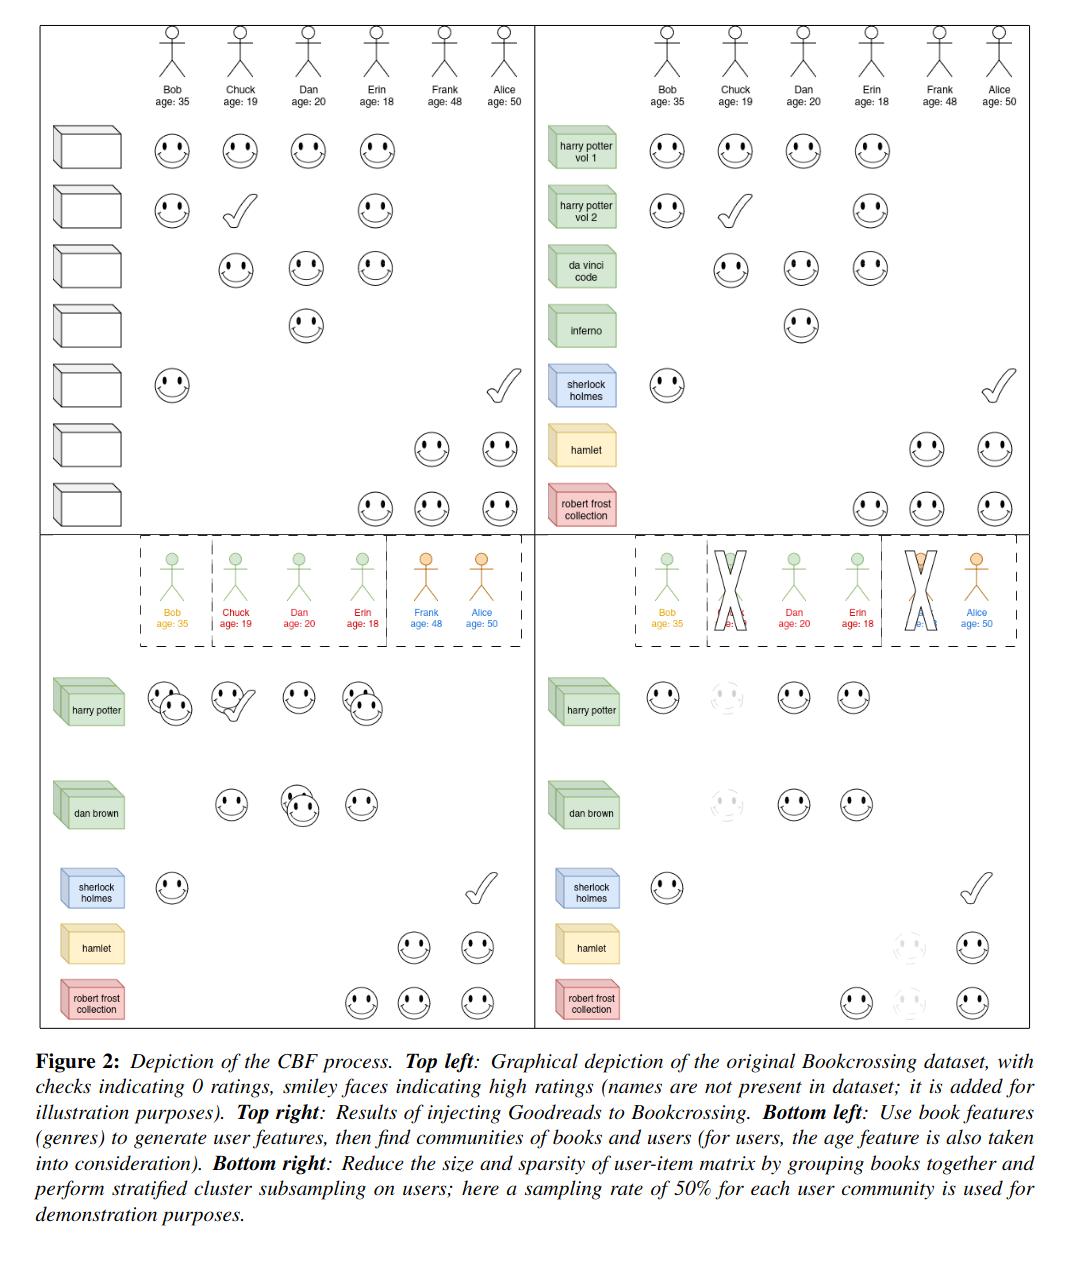 Bob Chuck Dan Erin Frank Alice
age: 35 age: 19 age: 20 age: 18 age: 48 age: 50
Bob Chuck Dan Erin Frank Alice
age: 35 age: 19 age: 20 age: 18 age: 48 age: 50
harry potter
vol 1
harry potter
vol 2
da vinci
code
inferno
sherlock
holmes
hamlet
robert frost
collection
Bob Chuck Dan Erin Frank Alice
age: 35 age: 19 age: 20 age: 18 age: 48 age: 50
harry potter
dan brown
sherlock
holmes
hamlet
robert frost
collection
Bob Dan Erin Alice
age: 35 age: 20 age: 18 age: 50
harry potter
dan brown
sherlock
holmes
hamlet
robert frost
collection
Figure 2: Depiction of the CBF process. Top left: Graphical depiction of the original Bookcrossing dataset, with
checks indicating 0 ratings, smiley faces indicating high ratings (names are not present in dataset; it is added for
illustration purposes). Top right: Results of injecting Goodreads to Bookcrossing. Bottom left: Use book features
(genres) to generate user features, then find communities of books and users (for users, the age feature is also taken
into consideration). Bottom right: Reduce the size and sparsity of user-item matrix by grouping books together and
perform stratified cluster subsampling on users; here a sampling rate of 50% for each user community is used for
demonstration purposes.